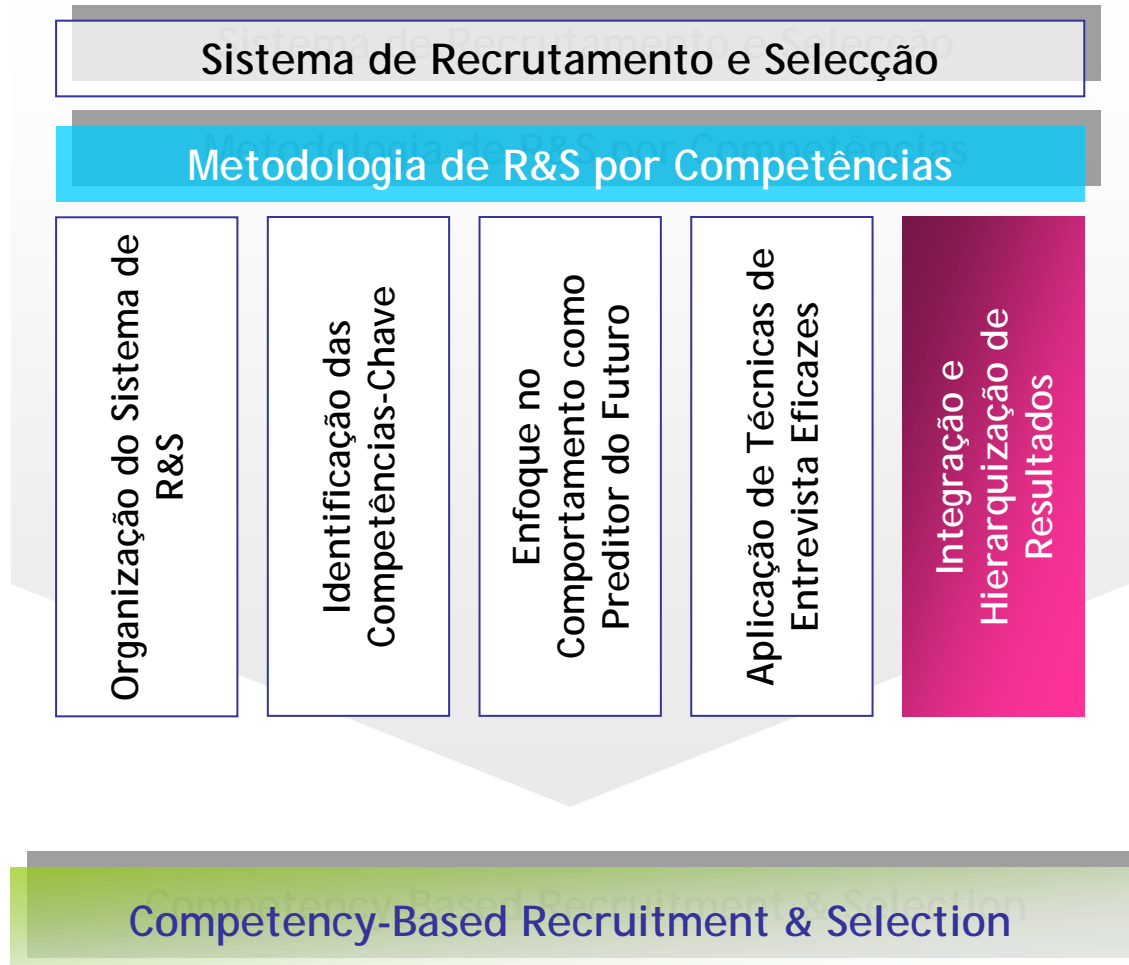 Sistema de Recrutamento e Selecção
Metodologia de R&S por Competências
Organização do Sistema de
R&S
Identificação das
Competências-Chave
Enfoque no
Comportamento como
Preditor do Futuro
Aplicação de Técnicas de
Entrevista Eficazes
Integração e
Hierarquização de
Resultados
Competency-Based Recruitment & Selection